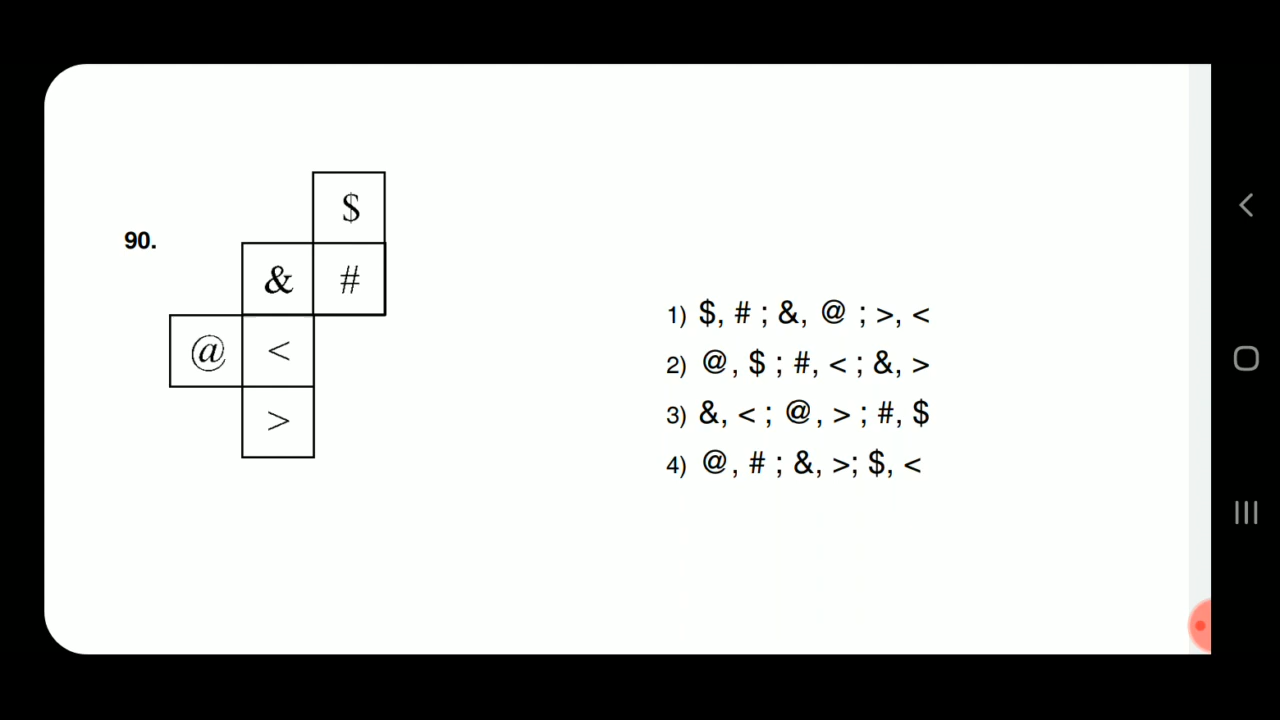 90.
$
& #
@ <
>
1) $, # ; &, @ ; >, <
2) @, $ ; #, < ; &, >
3) &, < ; @, > ; #, $
4) @, # ; &, >; $, <